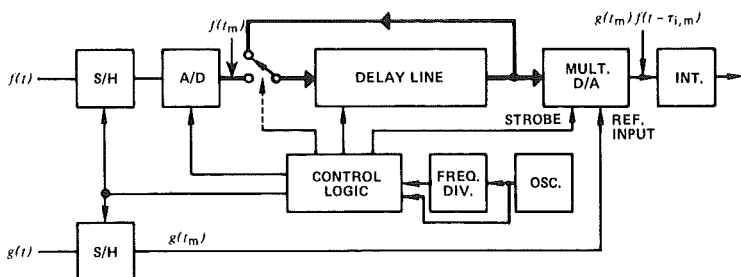 f(tₘ)
g(tₘ) f(t - τᵢ,ₘ)
f(t)
S/H
A/D
DELAY LINE
MULT.
D/A
INT.
STROBE
REF.
INPUT
CONTROL
LOGIC
FREQ.
DIV.
OSC.
g(t)
S/H
g(tₘ)